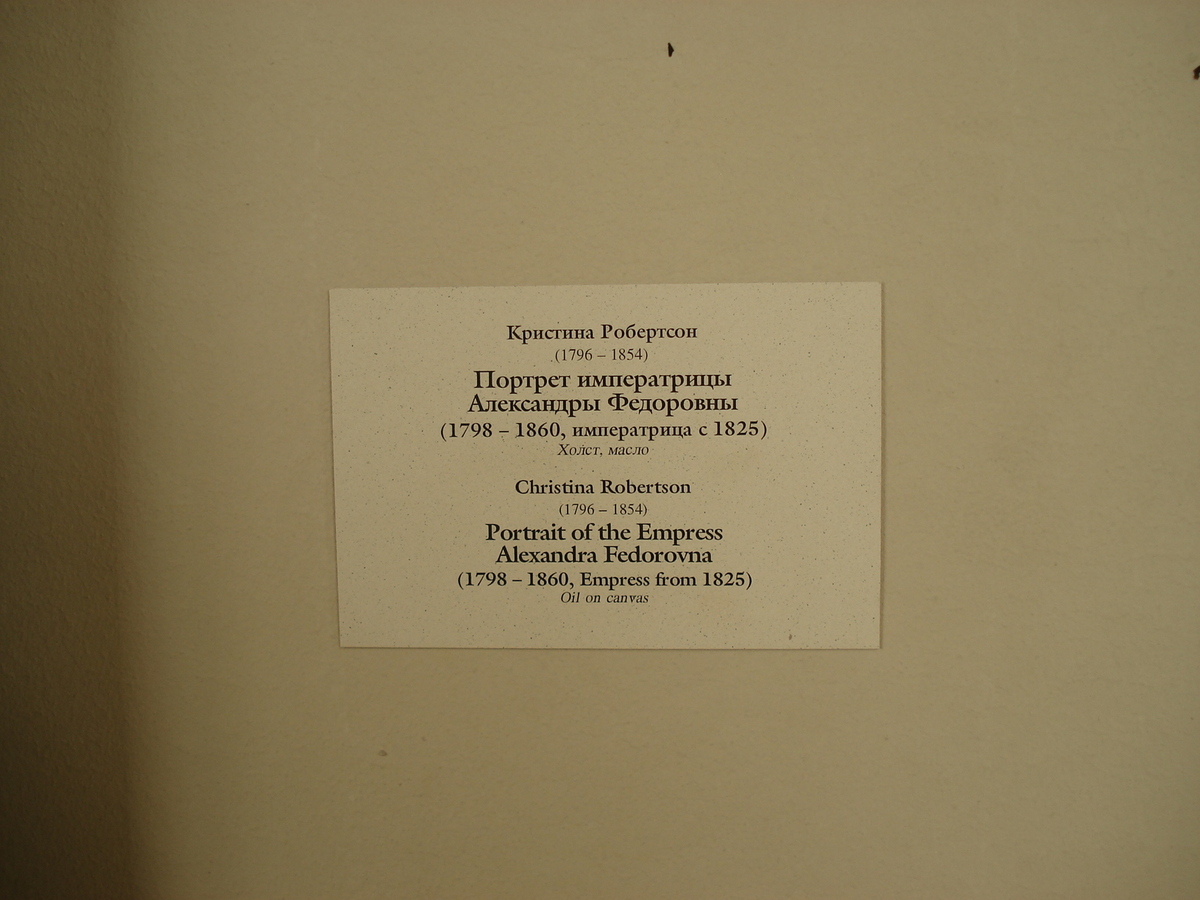 Кристина Робертсон
(1796 – 1854)
Портрет императрицы
Александры Федоровны
(1798 – 1860, императрица с 1825)
Холст, масло
Christina Robertson
(1796 – 1854)
Portrait of the Empress
Alexandra Fedorovna
(1798 – 1860, Empress from 1825)
Oil on canvas